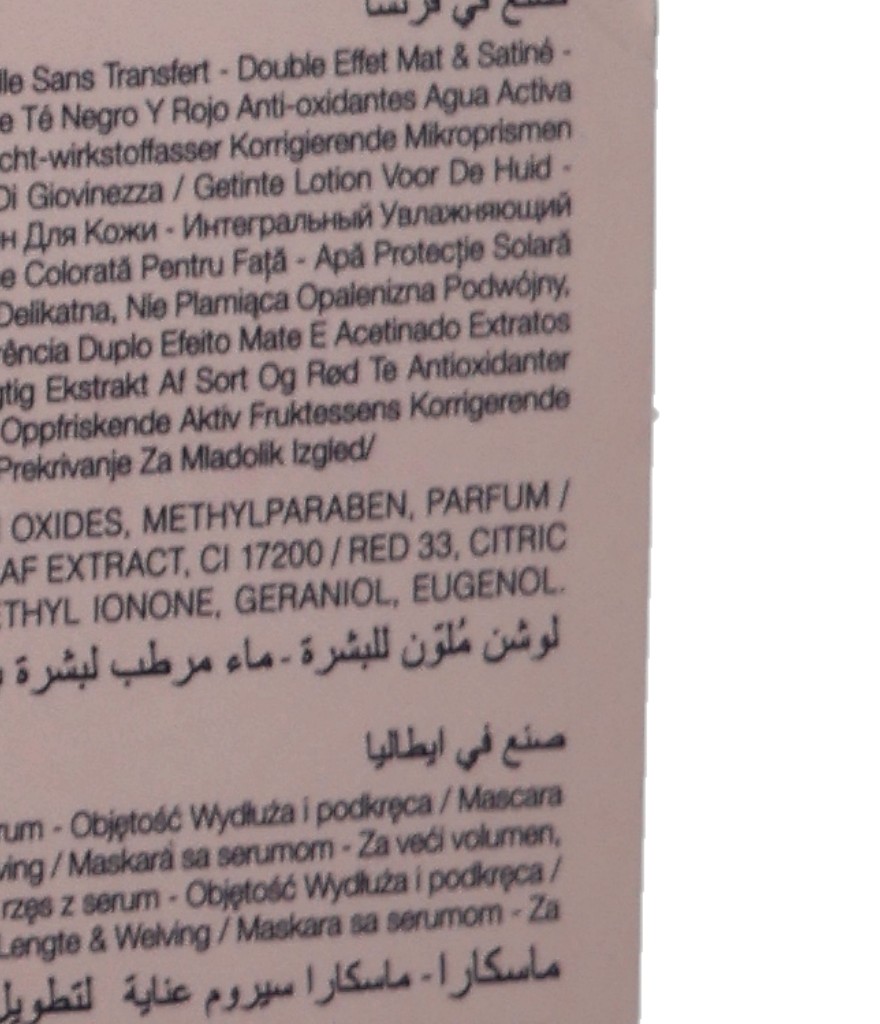 صنع في فرنسا
lle Sans Transfert - Double Effet Mat & Satiné -
e Té Negro Y Rojo Anti-oxidantes Agua Activa
cht-wirkstoffasser Korrigierende Mikroprismen
Di Giovinezza / Getinte Lotion Voor De Huid -
н Для Кожи - Интегральный Увлажняющий
e Colorată Pentru Față - Apă Protecție Solară
Delikatna, Nie Plamiąca Opalenizna Podwójny,
rência Duplo Efeito Mate E Acetinado Extratos
gtig Ekstrakt Af Sort Og Rød Te Antioxidanter
Oppfriskende Aktiv Fruktessens Korrigerende
Prekrivanje Za Mladolik Izgled/
OXIDES, METHYLPARABEN, PARFUM /
AF EXTRACT, CI 17200 / RED 33, CITRIC
ETHYL IONONE, GERANIOL, EUGENOL.
لوشن مُلوّن للبشرة - ماء مرطب لبشرة
صنع في ايطاليا
rum - Objętość Wydłuża i podkręca / Mascara
ving / Maskara sa serumom - Za veći volumen,
rzęs z serum - Objętość Wydłuża i podkręca /
Lengte & Welving / Maskara sa serumom - Za
ماسكارا - ماسكارا سيروم عناية لتطويل